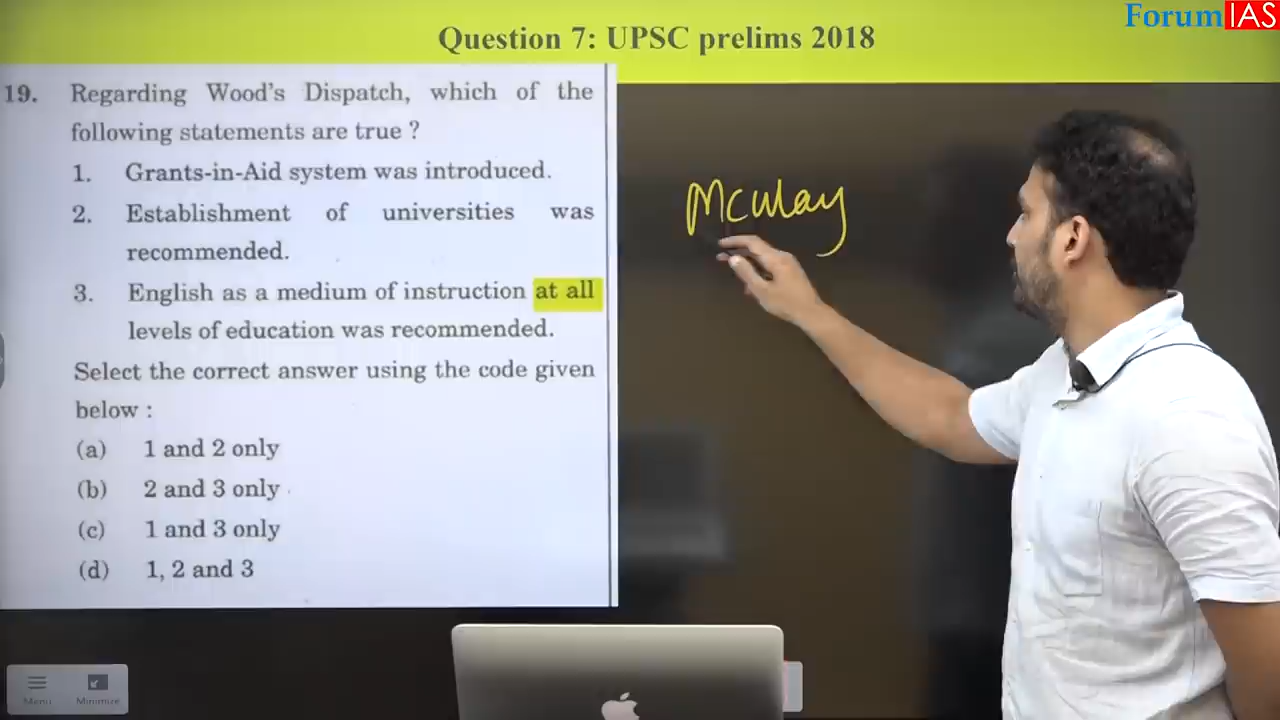 ForumIAS
Question 7: UPSC prelims 2018
19. Regarding Wood's Dispatch, which of the
following statements are true ?
1. Grants-in-Aid system was introduced.
2. Establishment of universities was
recommended.
3. English as a medium of instruction at all
levels of education was recommended.
Select the correct answer using the code given
below :
(a) 1 and 2 only
(b) 2 and 3 only
(c) 1 and 3 only
(d) 1, 2 and 3
Mculay
Menu
Minimize